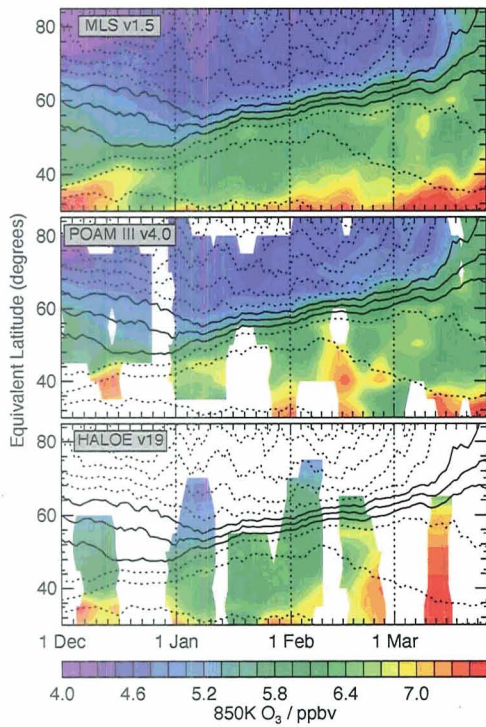 MLS v1.5
80
60
40
POAM III v4.0
80
60
40
Equivalent Latitude (degrees)
HALOE v19
80
60
40
1 Dec 1 Jan 1 Feb 1 Mar
4.0 4.6 5.2 5.8 6.4 7.0
850K O₃ / ppbv